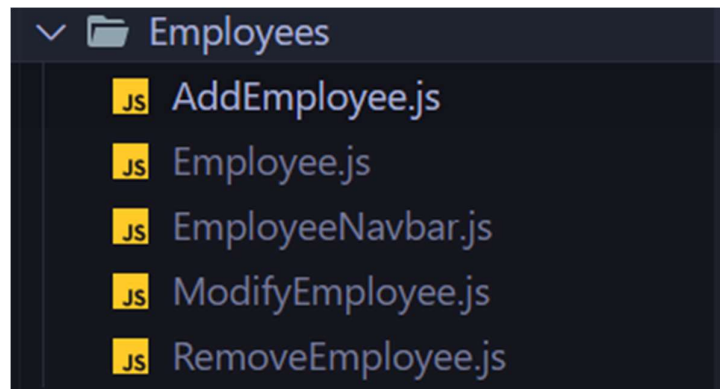 Employees
JS AddEmployee.js
JS Employee.js
JS EmployeeNavbar.js
JS ModifyEmployee.js
JS RemoveEmployee.js